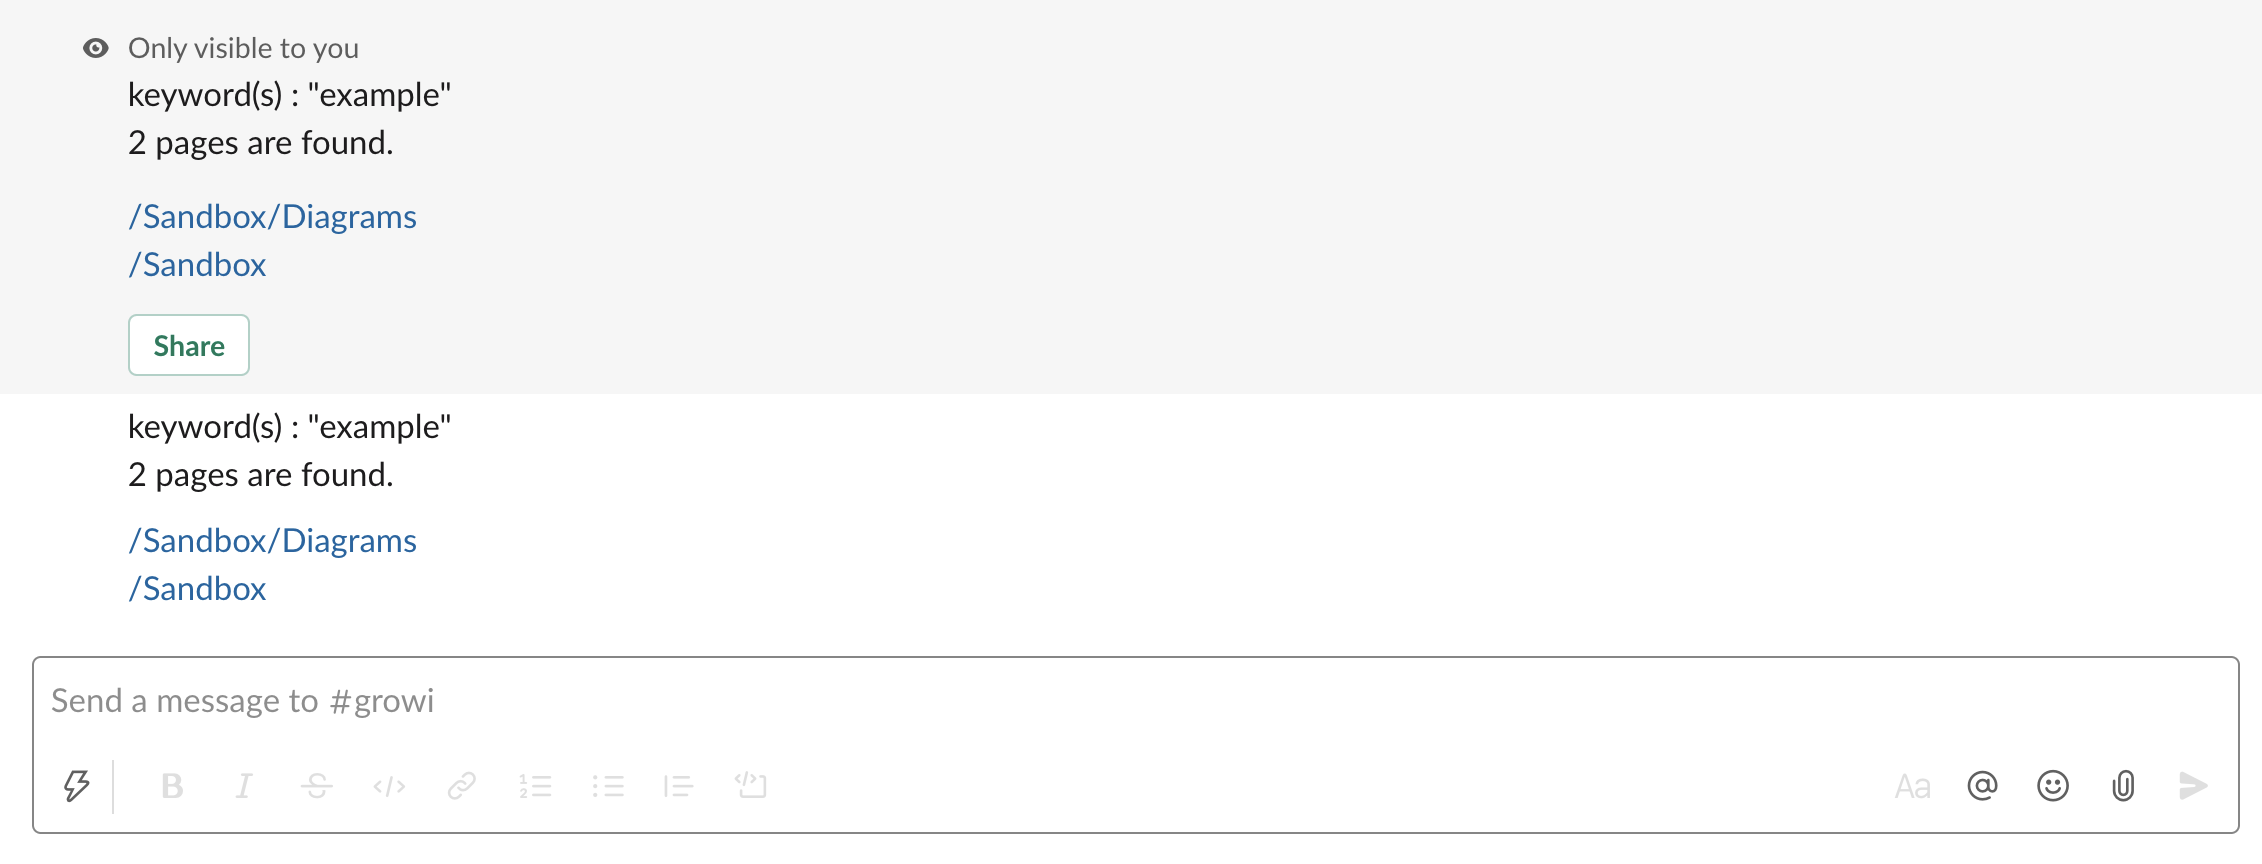 Only visible to you
keyword(s) : "example"
2 pages are found.
/Sandbox/Diagrams
/Sandbox
Share
keyword(s) : "example"
2 pages are found.
/Sandbox/Diagrams
/Sandbox
Send a message to #growi
B I S </> Aa @